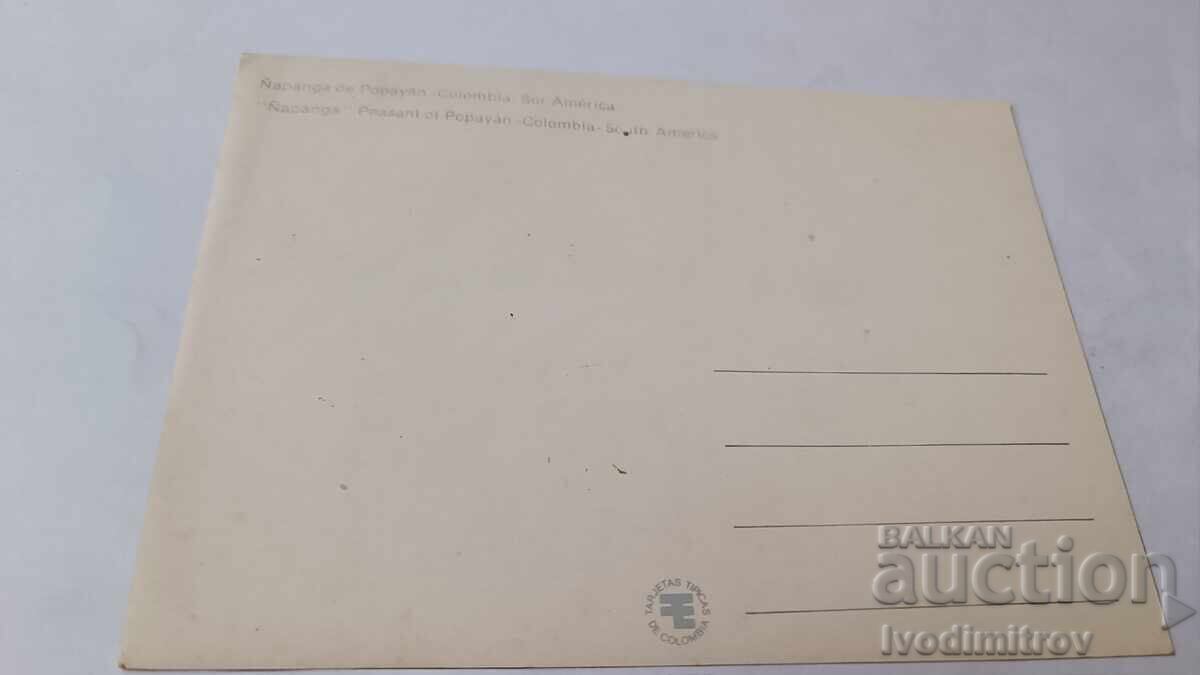 Ñapanga de Popayán -Colombia, Sur América
"Ñapanga" Peasant of Popayán -Colombia- South America
TARJETAS TIPICAS DE COLOMBIA
BALKAN
auction
Ivodimitrov